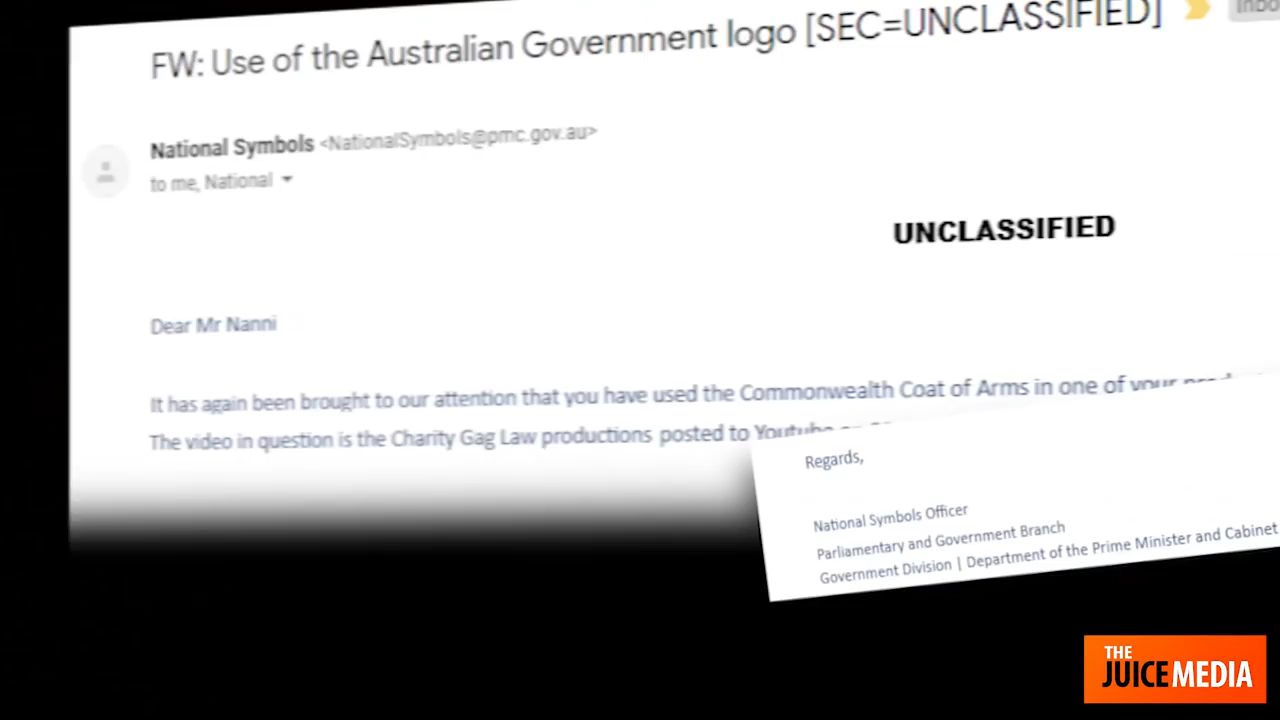 FW: Use of the Australian Government logo [SEC=UNCLASSIFIED]
Inbo
National Symbols <NationalSymbols@pmc.gov.au>
to me, National
UNCLASSIFIED
Dear Mr Nanni
It has again been brought to our attention that you have used the Commonwealth Coat of Arms in one of your
The video in question is the Charity Gag Law productions posted to Youtube
Regards,
National Symbols Officer
Parliamentary and Government Branch
Government Division | Department of the Prime Minister and Cabinet
THE
JUICEMEDIA